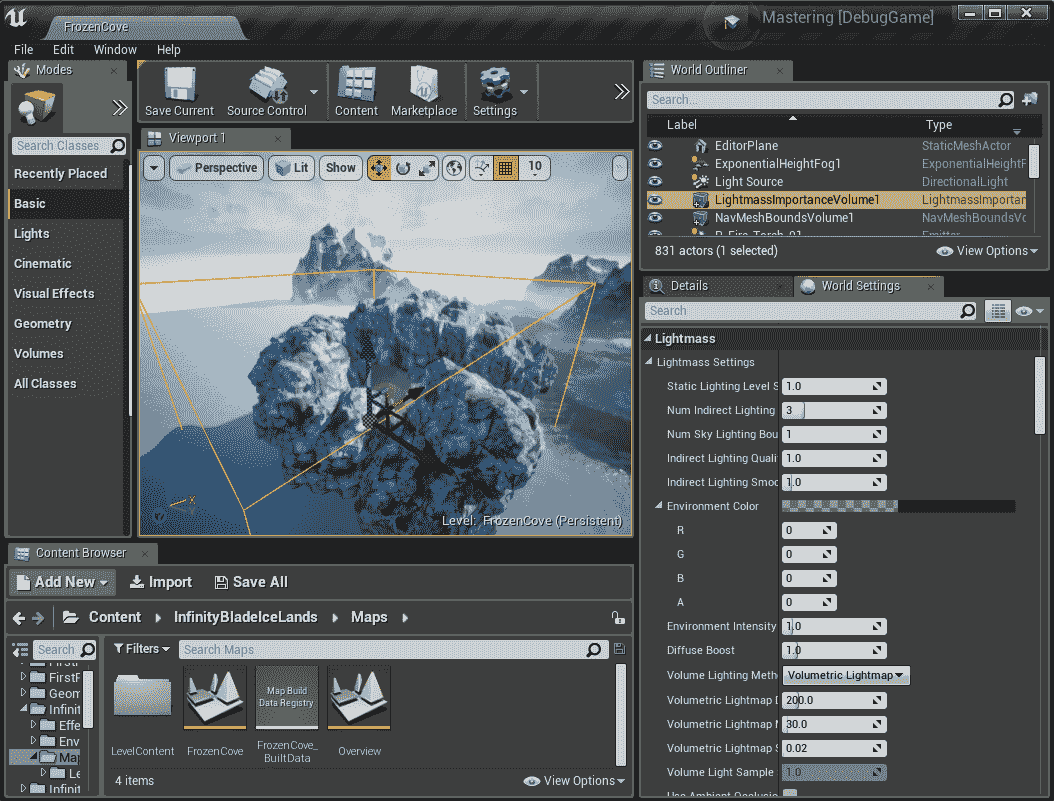 FrozenCove
Mastering [DebugGame]
File Edit Window Help
Modes
Search Classes
Recently Placed
Basic
Lights
Cinematic
Visual Effects
Geometry
Volumes
All Classes
Save Current Source Control Content Marketplace Settings
Viewport 1
Perspective Lit Show 10
X
Level: FrozenCove (Persistent)
World Outliner
Search...
Label Type
EditorPlane StaticMeshActor
ExponentialHeightFog1 ExponentialHeightF
Light Source DirectionalLight
LightmassImportanceVolume1 LightmassImportan
NavMeshBoundsVolume1 NavMeshBoundsVo
P_Fire_Torch_01 Emitter
831 actors (1 selected) View Options
Details World Settings
Search
Lightmass
Lightmass Settings
Static Lighting Level S 1.0
Num Indirect Lighting 3
Num Sky Lighting Bou 1
Indirect Lighting Quali 1.0
Indirect Lighting Smoo 1.0
Environment Color
R 0
G 0
B 0
A 0
Environment Intensity 1.0
Diffuse Boost 1.0
Volume Lighting Metho Volumetric Lightmap
Volumetric Lightmap D 200.0
Volumetric Lightmap M 30.0
Volumetric Lightmap S 0.02
Volume Light Sample 1.0
Use Ambient Occlusio
Content Browser
Add New Import Save All
Content InfinityBladeIceLands Maps
Search
FirstP
Geom
Infinit
Effe
Env
Map
Le
Infinit
Filters Search Maps
Map Build
Data Registry
LevelContent FrozenCove FrozenCove_
BuiltData Overview
4 items View Options